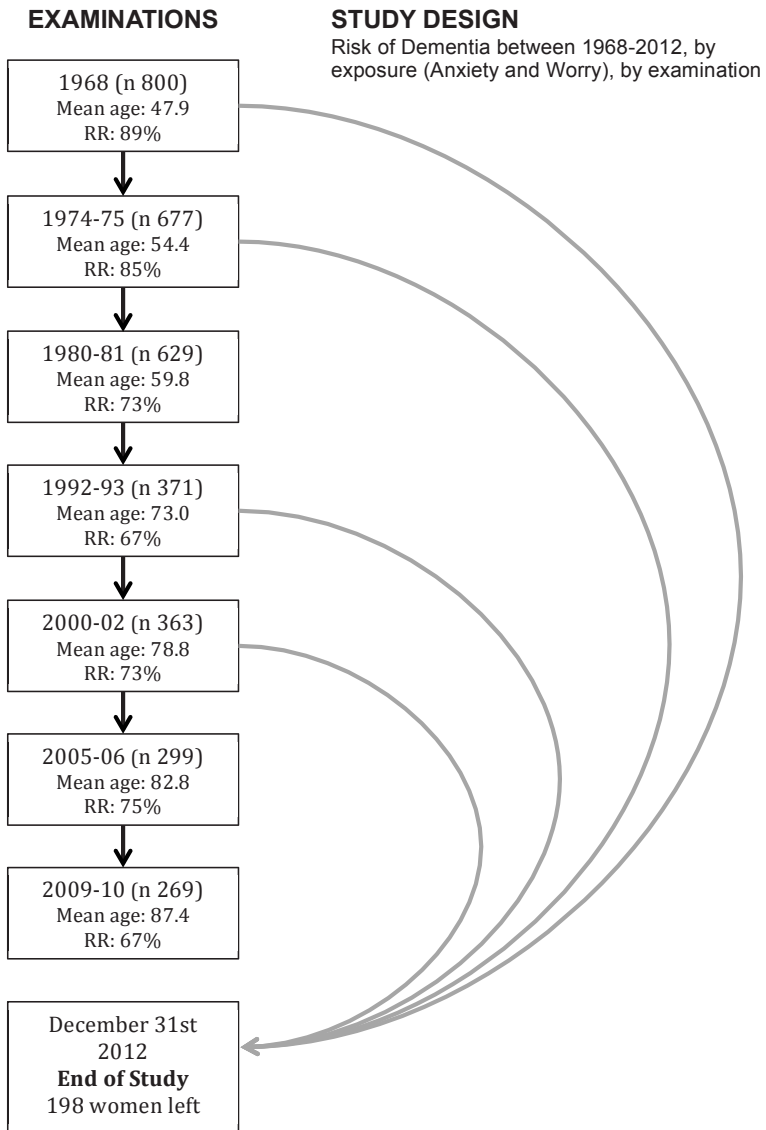 EXAMINATIONS
STUDY DESIGN
Risk of Dementia between 1968-2012, by
exposure (Anxiety and Worry), by examination
1968 (n 800)
Mean age: 47.9
RR: 89%
1974-75 (n 677)
Mean age: 54.4
RR: 85%
1980-81 (n 629)
Mean age: 59.8
RR: 73%
1992-93 (n 371)
Mean age: 73.0
RR: 67%
2000-02 (n 363)
Mean age: 78.8
RR: 73%
2005-06 (n 299)
Mean age: 82.8
RR: 75%
2009-10 (n 269)
Mean age: 87.4
RR: 67%
December 31st
2012
End of Study
198 women left